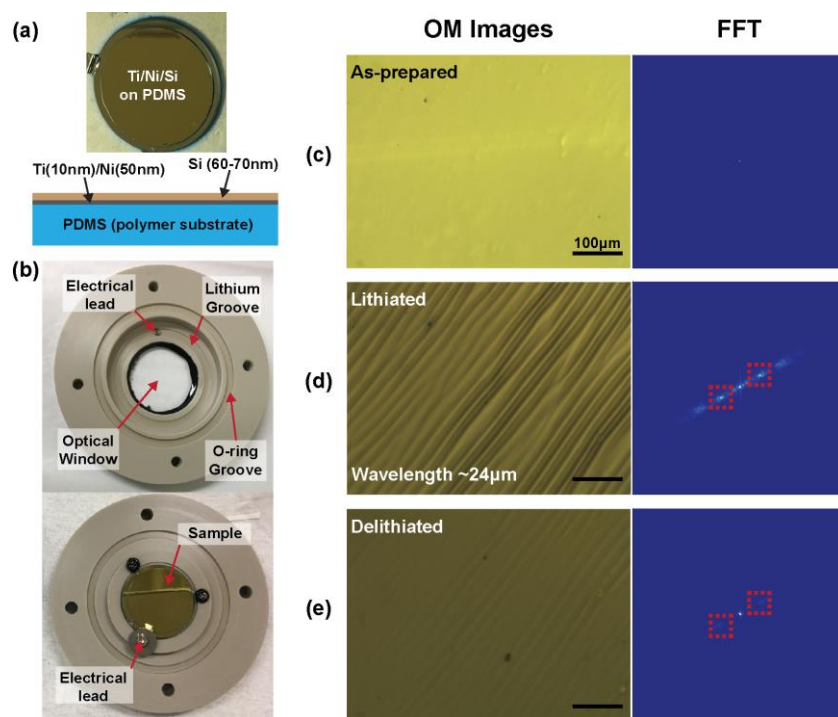 (a)
Ti/Ni/Si
on PDMS
Ti(10nm)/Ni(50nm)
Si (60-70nm)
PDMS (polymer substrate)
(b)
Electrical
lead
Lithium
Groove
Optical
Window
O-ring
Groove
Sample
Electrical
lead
OM Images
FFT
As-prepared
(c)
100μm
Lithiated
(d)
Wavelength ~24μm
Delithiated
(e)